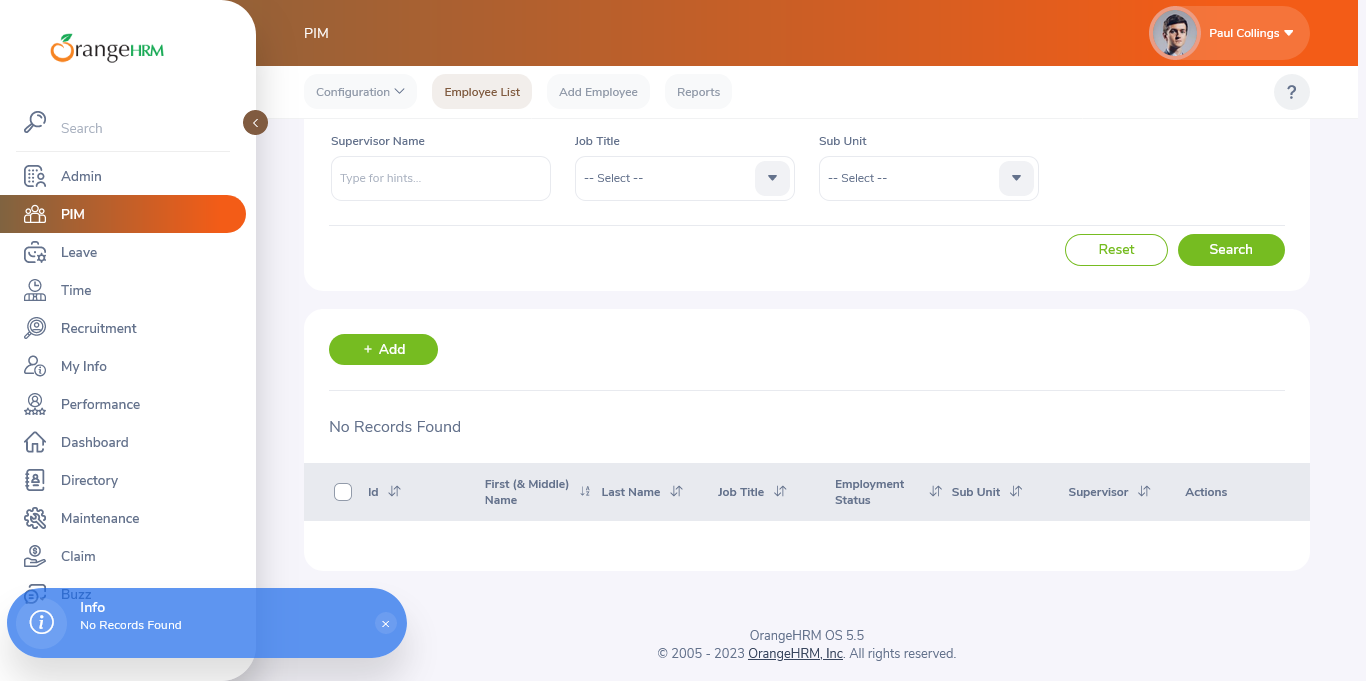 OrangeHRM
PIM
Paul Collings
Configuration
Employee List
Add Employee
Reports
?
Search
Admin
PIM
Leave
Time
Recruitment
My Info
Performance
Dashboard
Directory
Maintenance
Claim
Buzz
Supervisor Name
Job Title
Sub Unit
Type for hints...
-- Select --
-- Select --
Reset
Search
+ Add
No Records Found
Id
First (& Middle)
Name
Last Name
Job Title
Employment
Status
Sub Unit
Supervisor
Actions
Info
No Records Found
OrangeHRM OS 5.5
© 2005 - 2023 OrangeHRM, Inc. All rights reserved.